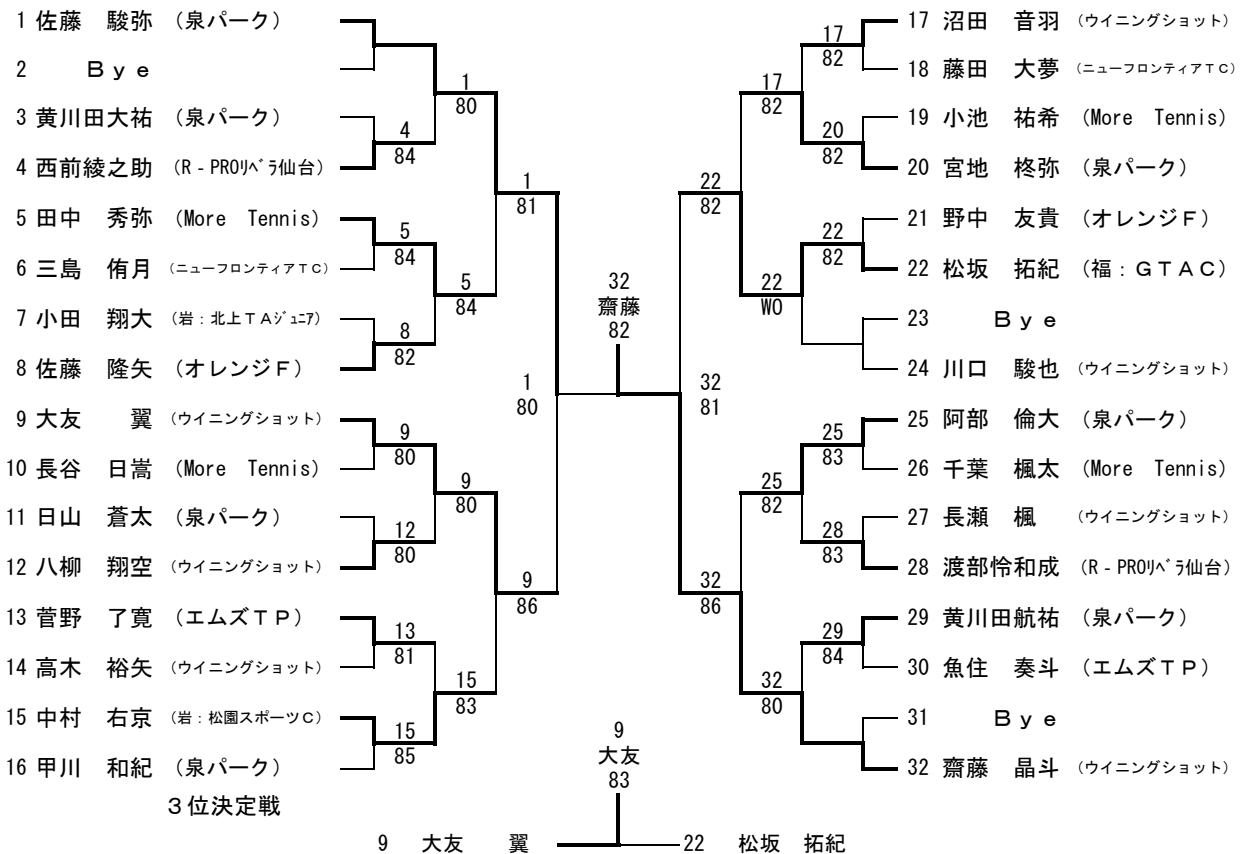 1 佐藤　駿弥 (泉パーク)
2 Ｂｙｅ
3 黄川田大祐 (泉パーク)
4 西前綾之助 (R-PROﾘﾍﾞﾗ仙台)
5 田中　秀弥 (More Tennis)
6 三島　侑月 (ニューフロンティアＴＣ)
7 小田　翔大 (岩：北上ＴＡｼﾞｭﾆｱ)
8 佐藤　隆矢 (オレンジＦ)
9 大友　翼 (ウイニングショット)
10 長谷　日嵩 (More Tennis)
11 日山　蒼太 (泉パーク)
12 八柳　翔空 (ウイニングショット)
13 菅野　了寛 (エムズＴＰ)
14 高木　裕矢 (ウイニングショット)
15 中村　右京 (岩：松園スポーツＣ)
16 甲川　和紀 (泉パーク)
4
84
5
84
8
82
9
80
12
80
13
81
15
85
1
80
5
84
9
80
15
83
1
81
9
86
1
80
32
齋藤
82
32
81
22
82
32
86
17
82
22
WO
25
82
32
80
17
82
20
82
22
82
25
83
28
83
29
84
17 沼田　音羽 (ウイニングショット)
18 藤田　大夢 (ニューフロンティアＴＣ)
19 小池　祐希 (More Tennis)
20 宮地　柊弥 (泉パーク)
21 野中　友貴 (オレンジＦ)
22 松坂　拓紀 (福：ＧＴＡＣ)
23 Ｂｙｅ
24 川口　駿也 (ウイニングショット)
25 阿部　倫大 (泉パーク)
26 千葉　楓太 (More Tennis)
27 長瀬　楓 (ウイニングショット)
28 渡部怜和成 (R-PROﾘﾍﾞﾗ仙台)
29 黄川田航祐 (泉パーク)
30 魚住　奏斗 (エムズＴＰ)
31 Ｂｙｅ
32 齋藤　晶斗 (ウイニングショット)
３位決定戦
9
大友
83
9 大友　翼
22 松坂　拓紀